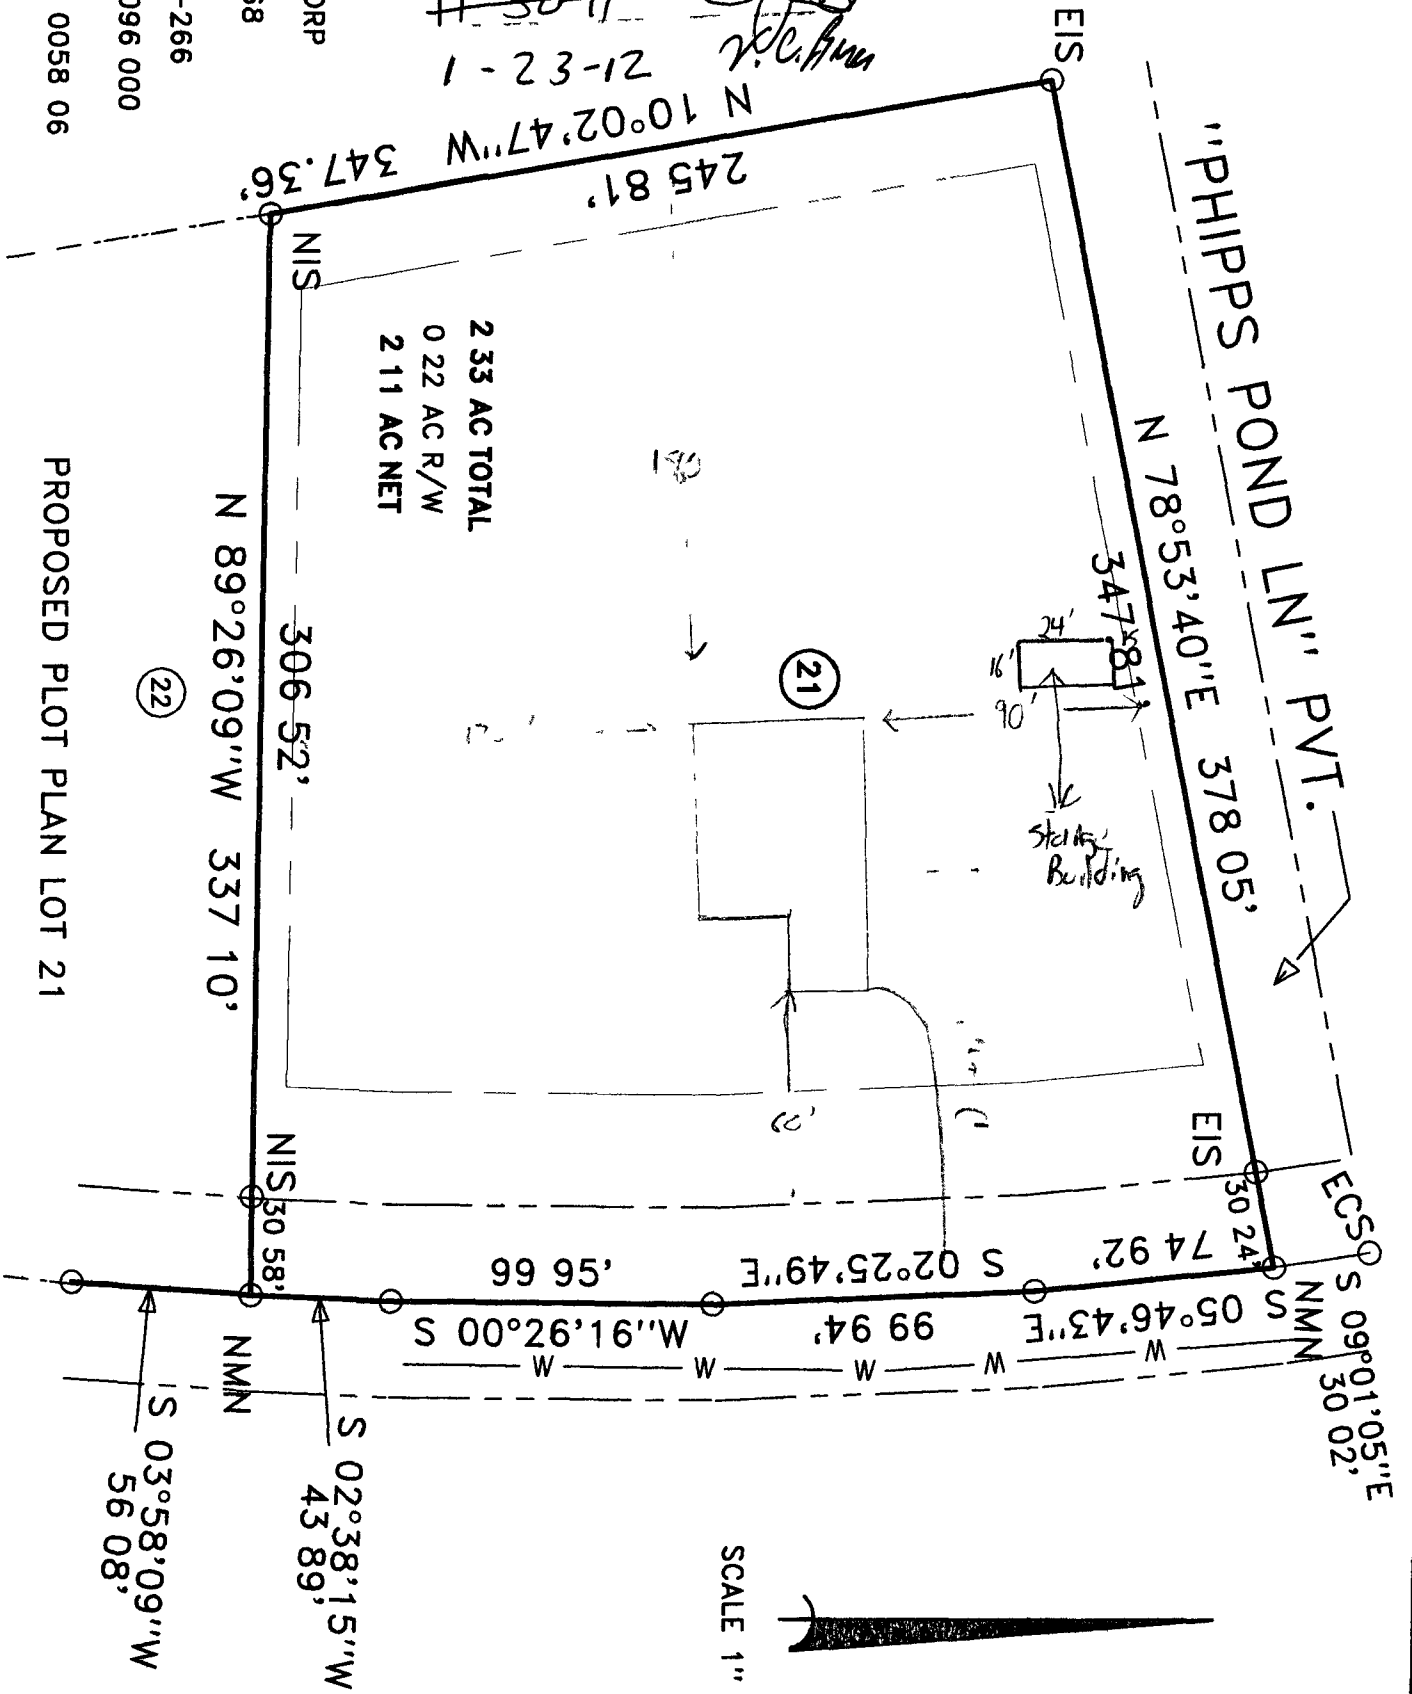 "PHIPPS POND LN" PVT.
EIS
N 78°53'40"E 378 05'
347 81'
24'
16'
90'
Storage
Building
21
EIS
30 24'
ECS
S 09°01'05"E
30 02'
NMN
S 05°46'43"E
74 92'
S 02°25'49"E
99 94'
S 00°26'16"W
99 95'
W W W W W
S 02°38'15"W
43 89'
S 03°58'09"W
56 08'
NMN
NIS
30 58'
N 10°02'47"W 347.36'
245 81'
NIS
2 33 AC TOTAL
0 22 AC R/W
2 11 AC NET
306 52'
N 89°26'09"W 337 10'
22
PROPOSED PLOT PLAN LOT 21
SCALE 1"
21-32-1
ORP
68
-266
096 000
0058 06